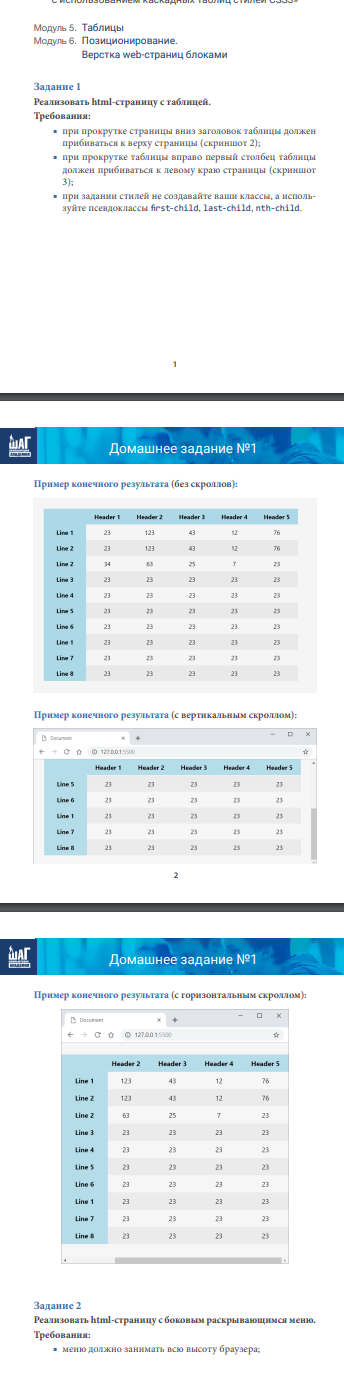 с использованием каскадных таблиц стилей CSS3»
Модуль 5. Таблицы
Модуль 6. Позиционирование.
Верстка web-страниц блоками
Задание 1
Реализовать html-страницу с таблицей.
Требования:
▪ при прокрутке страницы вниз заголовок таблицы должен
прибиваться к верху страницы (скриншот 2);
▪ при прокрутке таблицы вправо первый столбец таблицы
должен прибиваться к левому краю страницы (скриншот
3);
▪ при задании стилей не создавайте ваши классы, а исполь-
зуйте псевдоклассы first-child, last-child, nth-child.
1
ШАГ
Домашнее задание №1
Пример конечного результата (без скроллов):
Header 1 Header 2 Header 3 Header 4 Header 5
Line 1 23 123 43 12 76
Line 2 23 123 43 12 76
Line 2 34 63 25 7 23
Line 3 23 23 23 23 23
Line 4 23 23 23 23 23
Line 5 23 23 23 23 23
Line 6 23 23 23 23 23
Line 1 23 23 23 23 23
Line 7 23 23 23 23 23
Line 8 23 23 23 23 23
Пример конечного результата (с вертикальным скроллом):
Document
127.0.0.1:5500
Header 1 Header 2 Header 3 Header 4 Header 5
Line 5 23 23 23 23 23
Line 6 23 23 23 23 23
Line 1 23 23 23 23 23
Line 7 23 23 23 23 23
Line 8 23 23 23 23 23
2
ШАГ
Домашнее задание №1
Пример конечного результата (с горизонтальным скроллом):
Document
127.0.0.1:5500
Header 2 Header 3 Header 4 Header 5
Line 1 123 43 12 76
Line 2 123 43 12 76
Line 2 63 25 7 23
Line 3 23 23 23 23
Line 4 23 23 23 23
Line 5 23 23 23 23
Line 6 23 23 23 23
Line 1 23 23 23 23
Line 7 23 23 23 23
Line 8 23 23 23 23
Задание 2
Реализовать html-страницу с боковым раскрывающимся меню.
Требования:
▪ меню должно занимать всю высоту браузера;